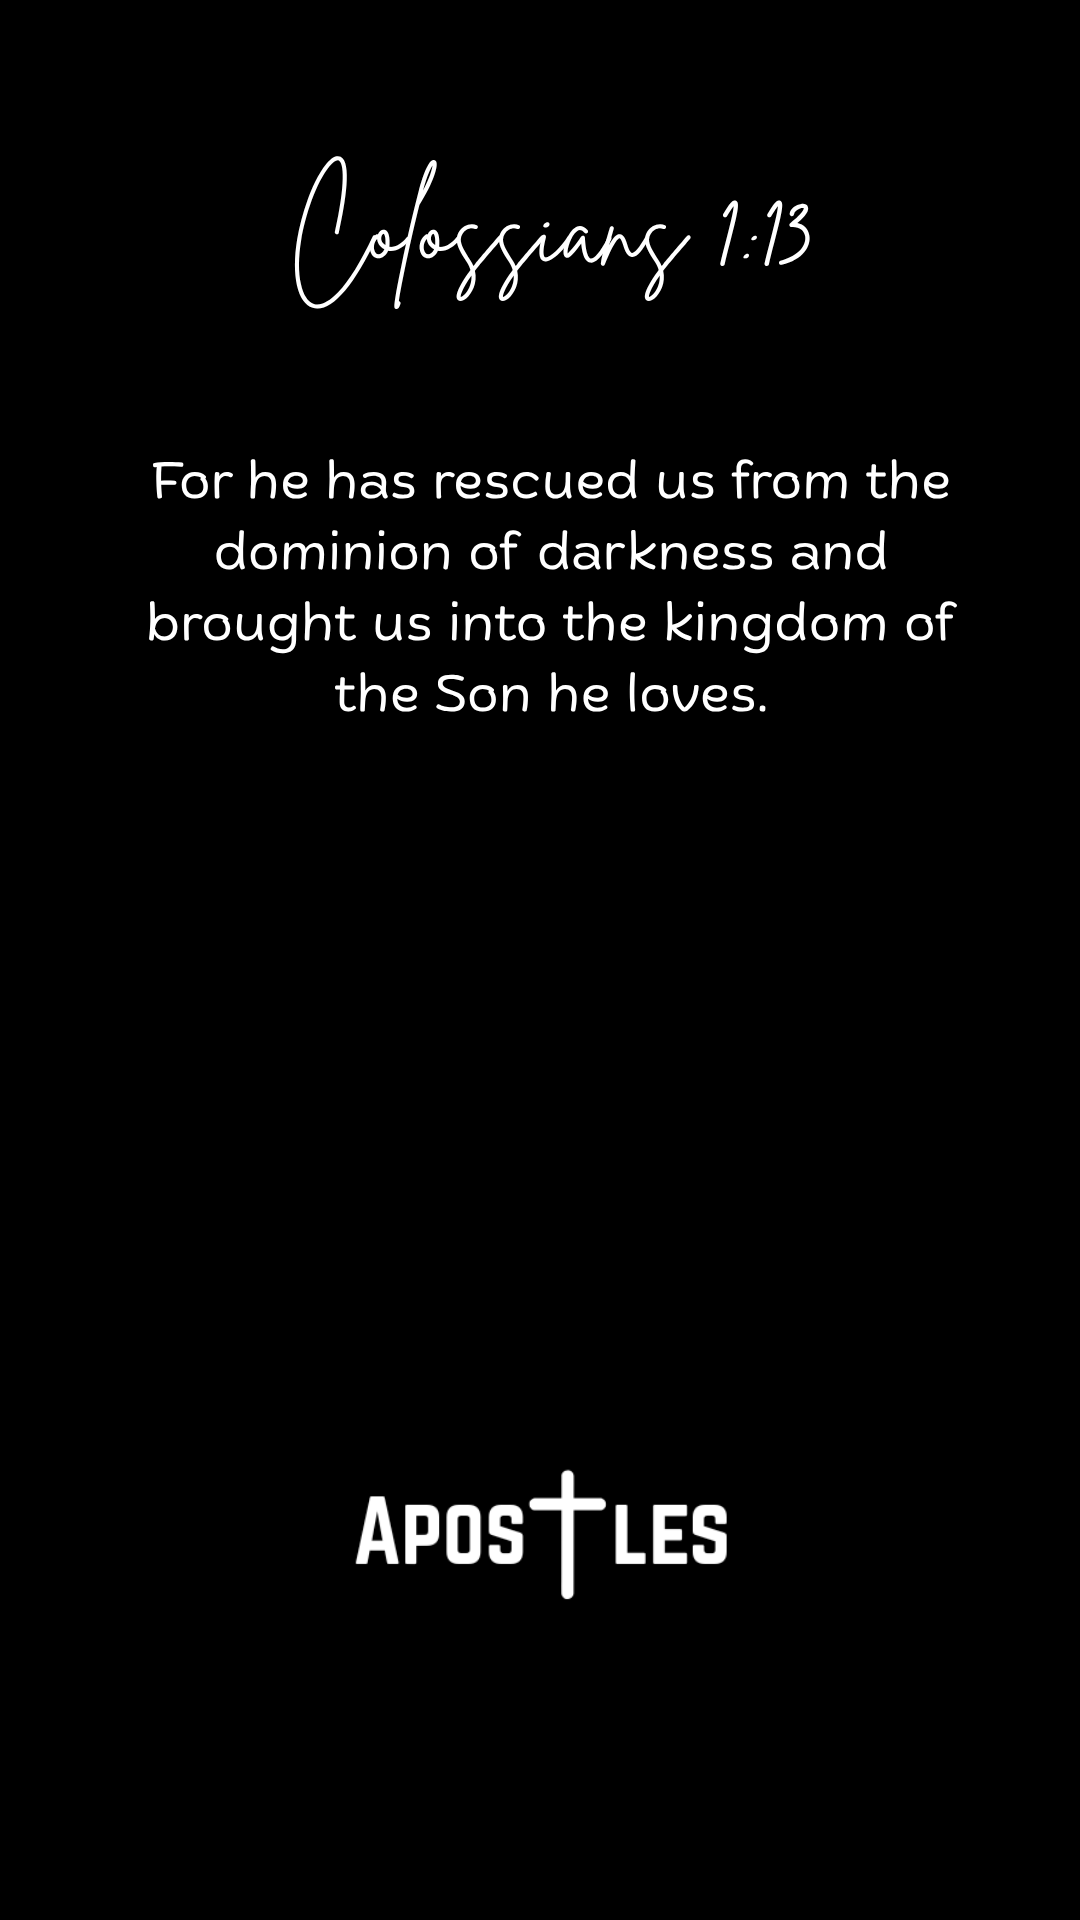 Colossians 1:13
For he has rescued us from the
dominion of darkness and
brought us into the kingdom of
the Son he loves.
Apostles